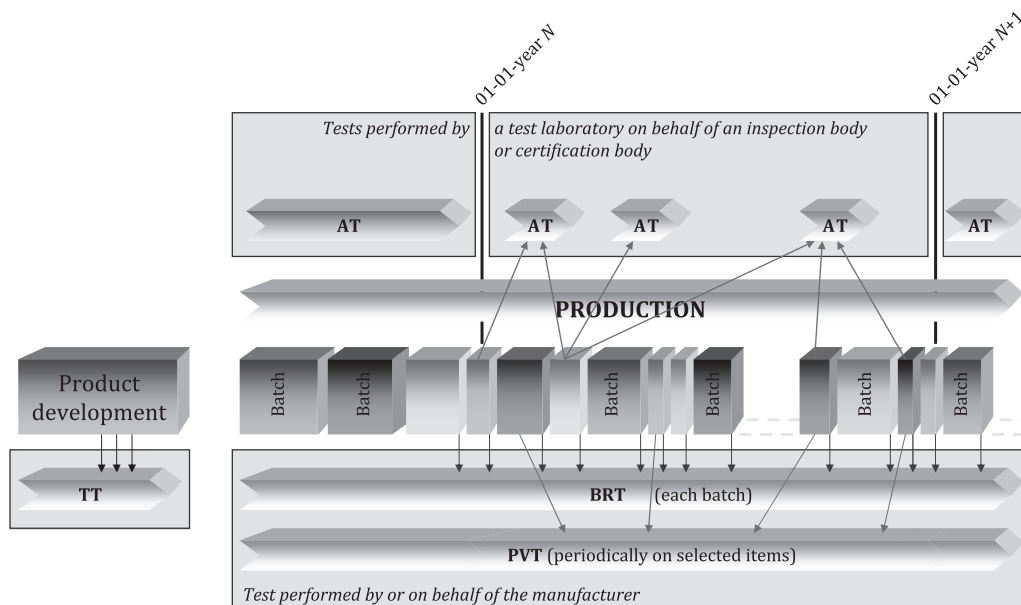 01-01-year N
01-01-year N+1
Tests performed by
a test laboratory on behalf of an inspection body
or certification body
AT
AT
AT
AT
AT
PRODUCTION
Product
development
Batch
Batch
Batch
Batch
Batch
Batch
TT
BRT (each batch)
PVT (periodically on selected items)
Test performed by or on behalf of the manufacturer